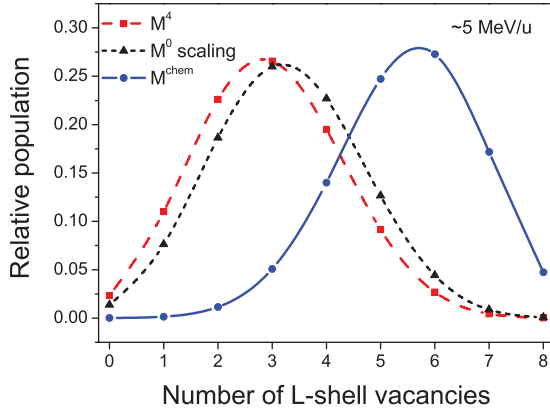 M⁴
M⁰ scaling
Mᶜʰᵉᵐ
~5 MeV/u
0.30
0.25
0.20
0.15
0.10
0.05
0.00
Relative population
0 1 2 3 4 5 6 7 8
Number of L-shell vacancies